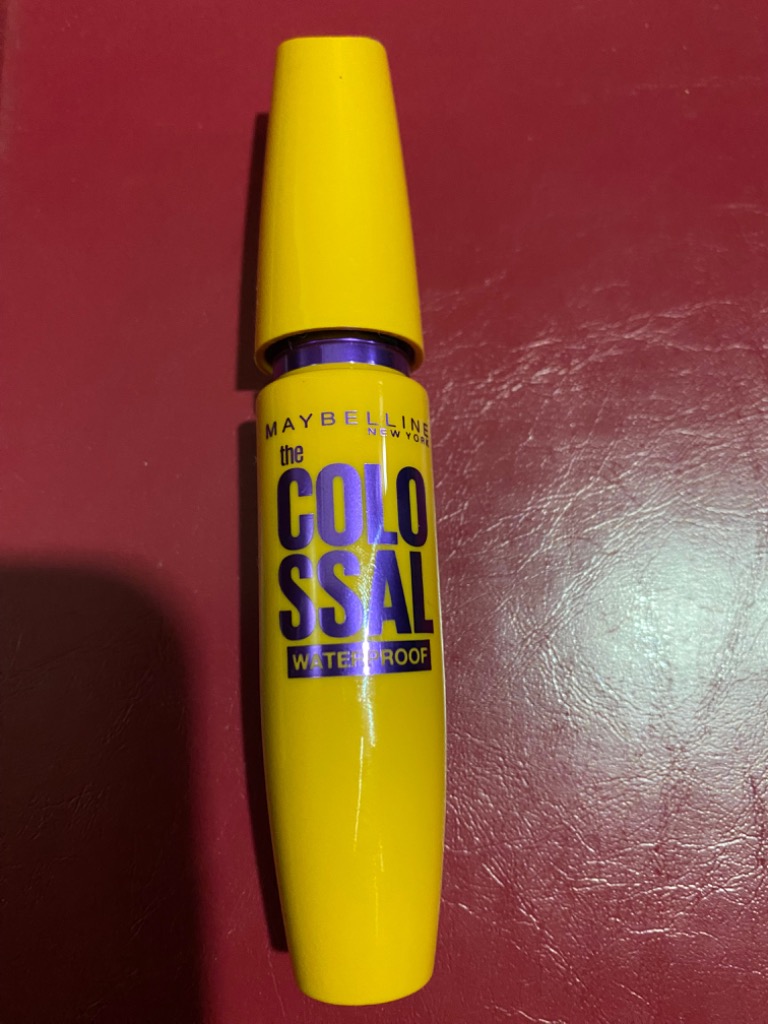 MAYBELLINE
NEW YORK
the
COLO
SSAL
WATERPROOF